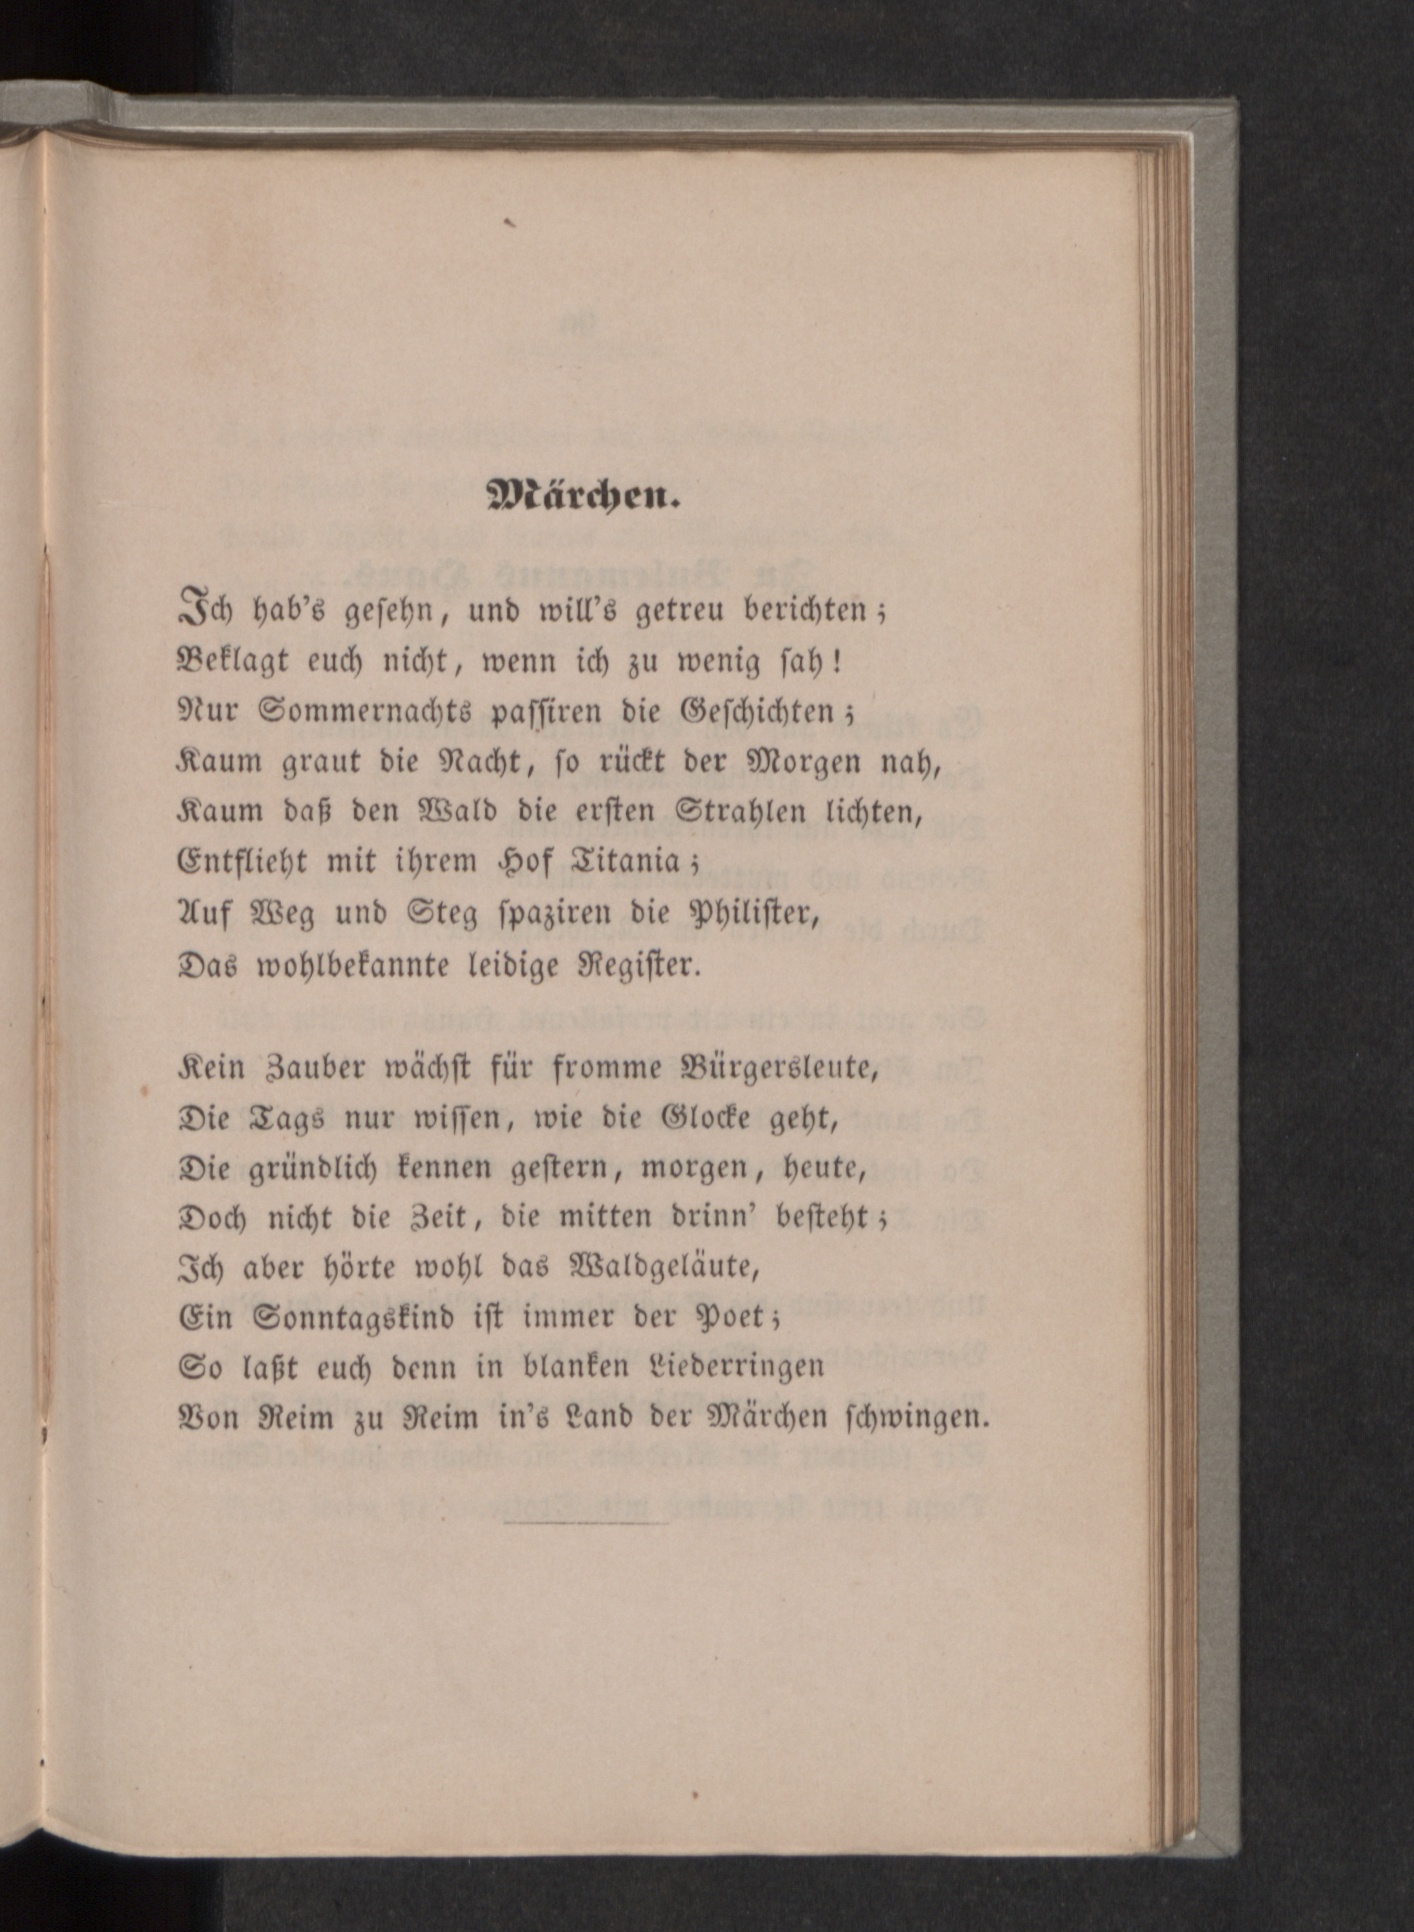 Märchen.
Ich hab's geſehn, und will's getreu berichten;
Beklagt euch nicht, wenn ich zu wenig ſah!
Nur Sommernachts paſſiren die Geſchichten;
Kaum graut die Nacht, ſo rückt der Morgen nah,
Kaum daß den Wald die erſten Strahlen lichten,
Entflieht mit ihrem Hof Titania;
Auf Weg und Steg ſpaziren die Philiſter,
Das wohlbekannte leidige Regiſter.
Kein Zauber wächſt für fromme Bürgersleute,
Die Tags nur wiſſen, wie die Glocke geht,
Die gründlich kennen geſtern, morgen, heute,
Doch nicht die Zeit, die mitten drinn' beſteht;
Ich aber hörte wohl das Waldgeläute,
Ein Sonntagskind iſt immer der Poet;
So laßt euch denn in blanken Liederringen
Von Reim zu Reim in's Land der Märchen ſchwingen.